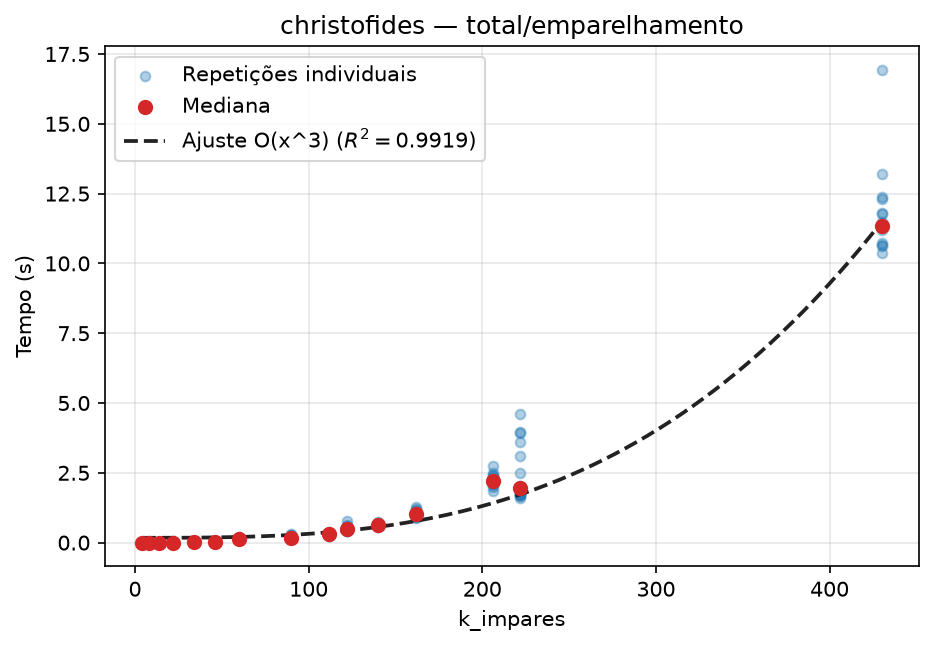 christofides — total/emparelhamento
17.5
15.0
12.5
10.0
7.5
5.0
2.5
0.0
Tempo (s)
Repetições individuais
Mediana
Ajuste O(x^3) (R² = 0.9919)
0 100 200 300 400
k_impares